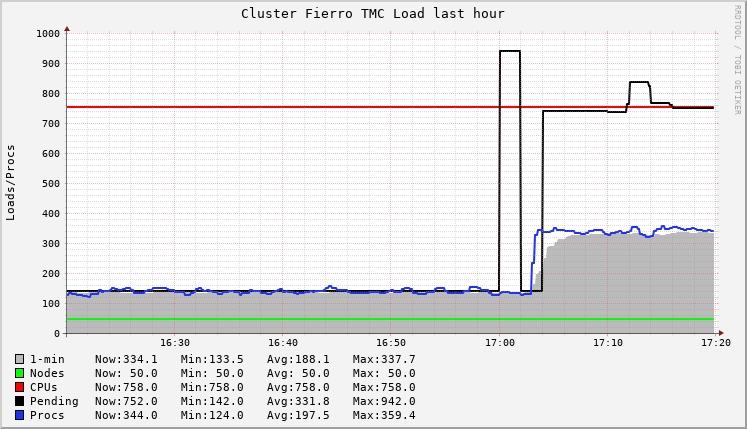 Cluster Fierro TMC Load last hour
RRDTOOL / TOBI OETIKER
Loads/Procs
1000
900
800
700
600
500
400
300
200
100
0
16:30 16:40 16:50 17:00 17:10 17:20
1-min Now:334.1 Min:133.5 Avg:188.1 Max:337.7
Nodes Now: 50.0 Min: 50.0 Avg: 50.0 Max: 50.0
CPUs Now:758.0 Min:758.0 Avg:758.0 Max:758.0
Pending Now:752.0 Min:142.0 Avg:331.8 Max:942.0
Procs Now:344.0 Min:124.0 Avg:197.5 Max:359.4